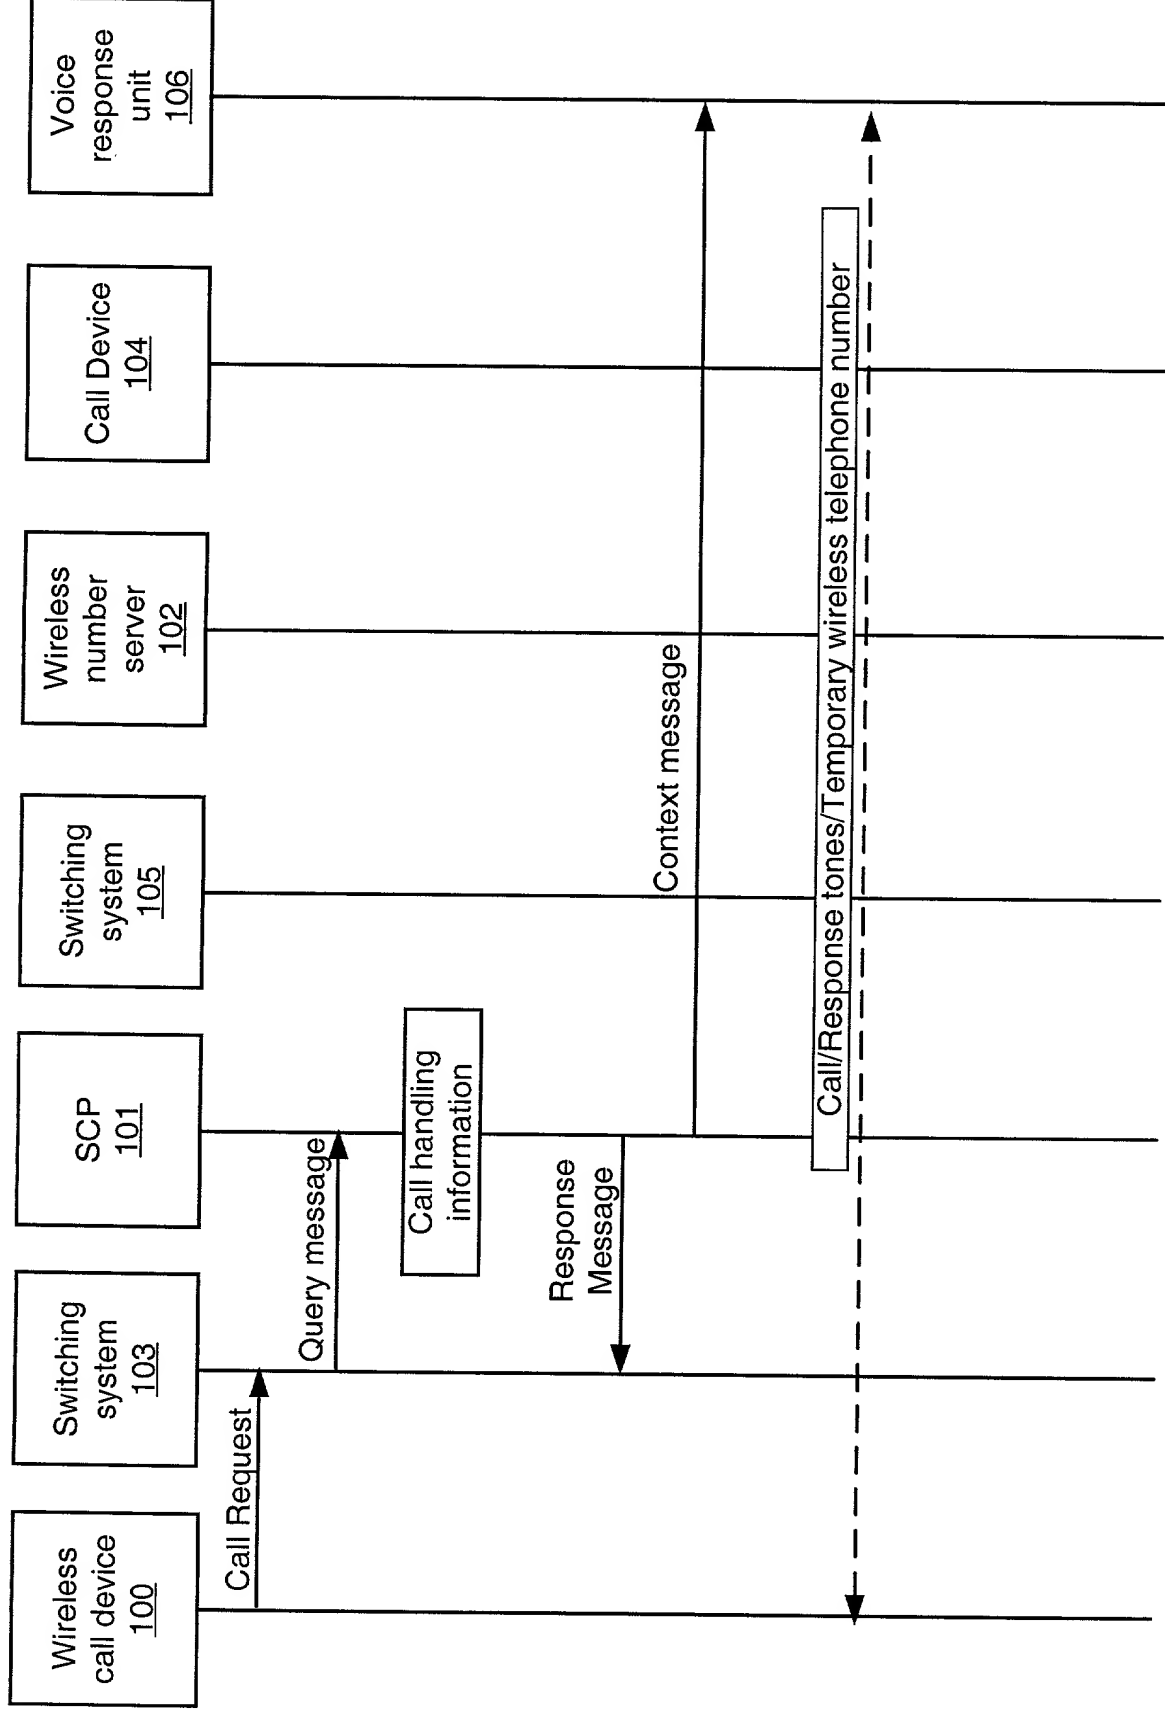 Wireless
call device
100
Switching
system
103
SCP
101
Switching
system
105
Wireless
number
server
102
Call Device
104
Voice
response
unit
106
Call Request
Query message
Call handling
information
Response
Message
Context message
Call/Response tones/Temporary wireless telephone number